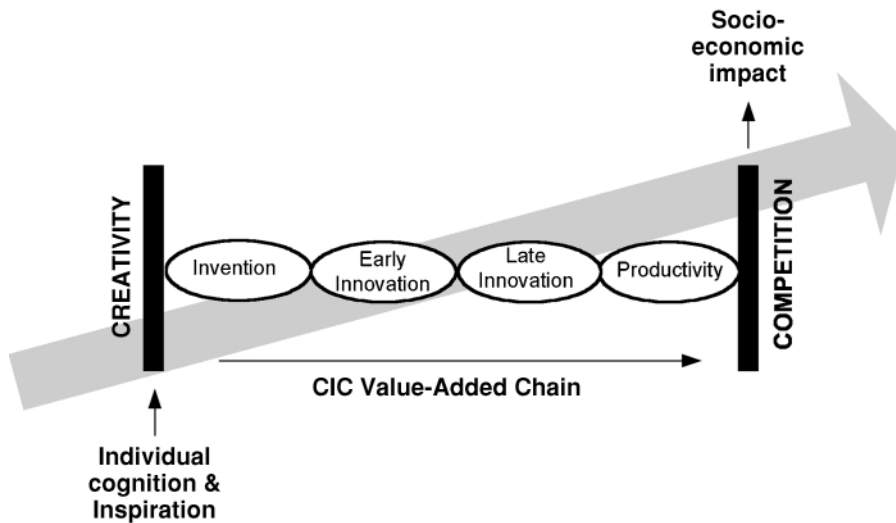 Socio-
economic
impact
CREATIVITY
Invention
Early
Innovation
Late
Innovation
Productivity
COMPETITION
CIC Value-Added Chain
Individual
cognition &
Inspiration